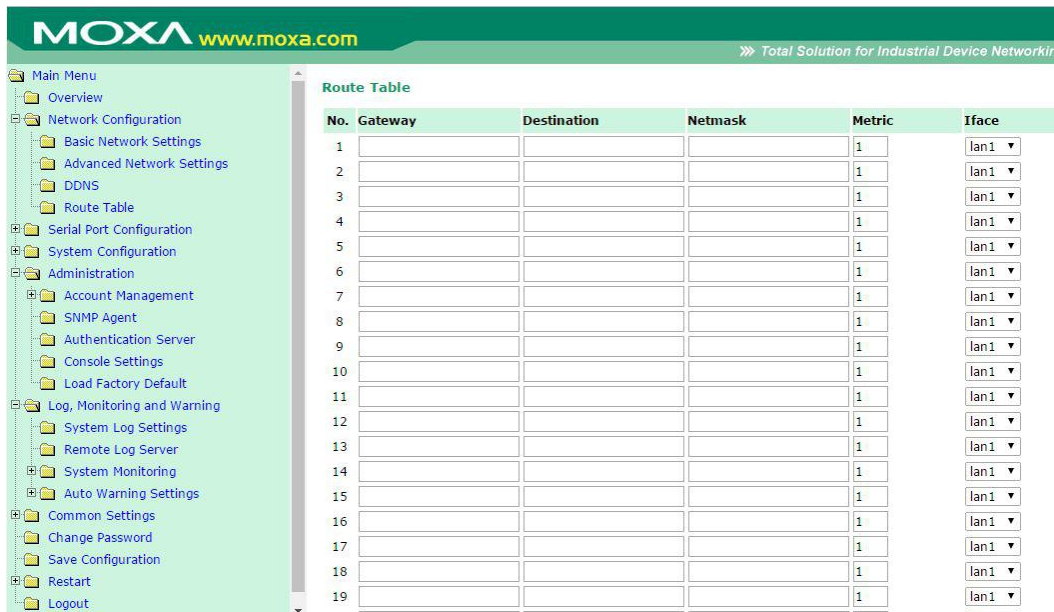 MOXA www.moxa.com
Total Solution for Industrial Device Networkin
Main Menu
Overview
Network Configuration
Basic Network Settings
Advanced Network Settings
DDNS
Route Table
Serial Port Configuration
System Configuration
Administration
Account Management
SNMP Agent
Authentication Server
Console Settings
Load Factory Default
Log, Monitoring and Warning
System Log Settings
Remote Log Server
System Monitoring
Auto Warning Settings
Common Settings
Change Password
Save Configuration
Restart
Logout
Route Table
No. Gateway Destination Netmask Metric Iface
1 1 lan1
2 1 lan1
3 1 lan1
4 1 lan1
5 1 lan1
6 1 lan1
7 1 lan1
8 1 lan1
9 1 lan1
10 1 lan1
11 1 lan1
12 1 lan1
13 1 lan1
14 1 lan1
15 1 lan1
16 1 lan1
17 1 lan1
18 1 lan1
19 1 lan1